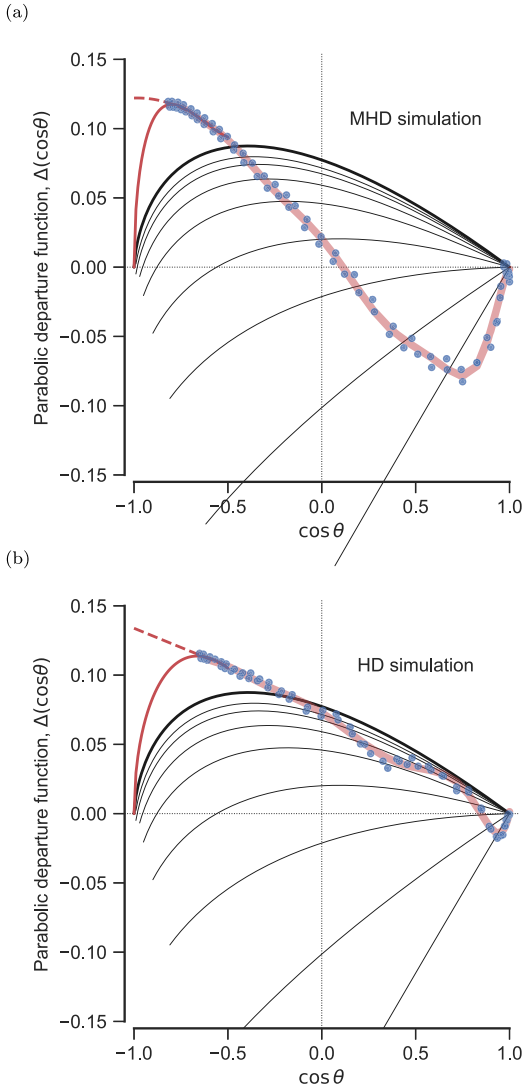 (a)
0.15
0.10
0.05
0.00
−0.05
−0.10
−0.15
Parabolic departure function, Δ(cosθ)
MHD simulation
−1.0 −0.5 0.0 0.5 1.0
cos θ
(b)
0.15
0.10
0.05
0.00
−0.05
−0.10
−0.15
Parabolic departure function, Δ(cosθ)
HD simulation
−1.0 −0.5 0.0 0.5 1.0
cos θ